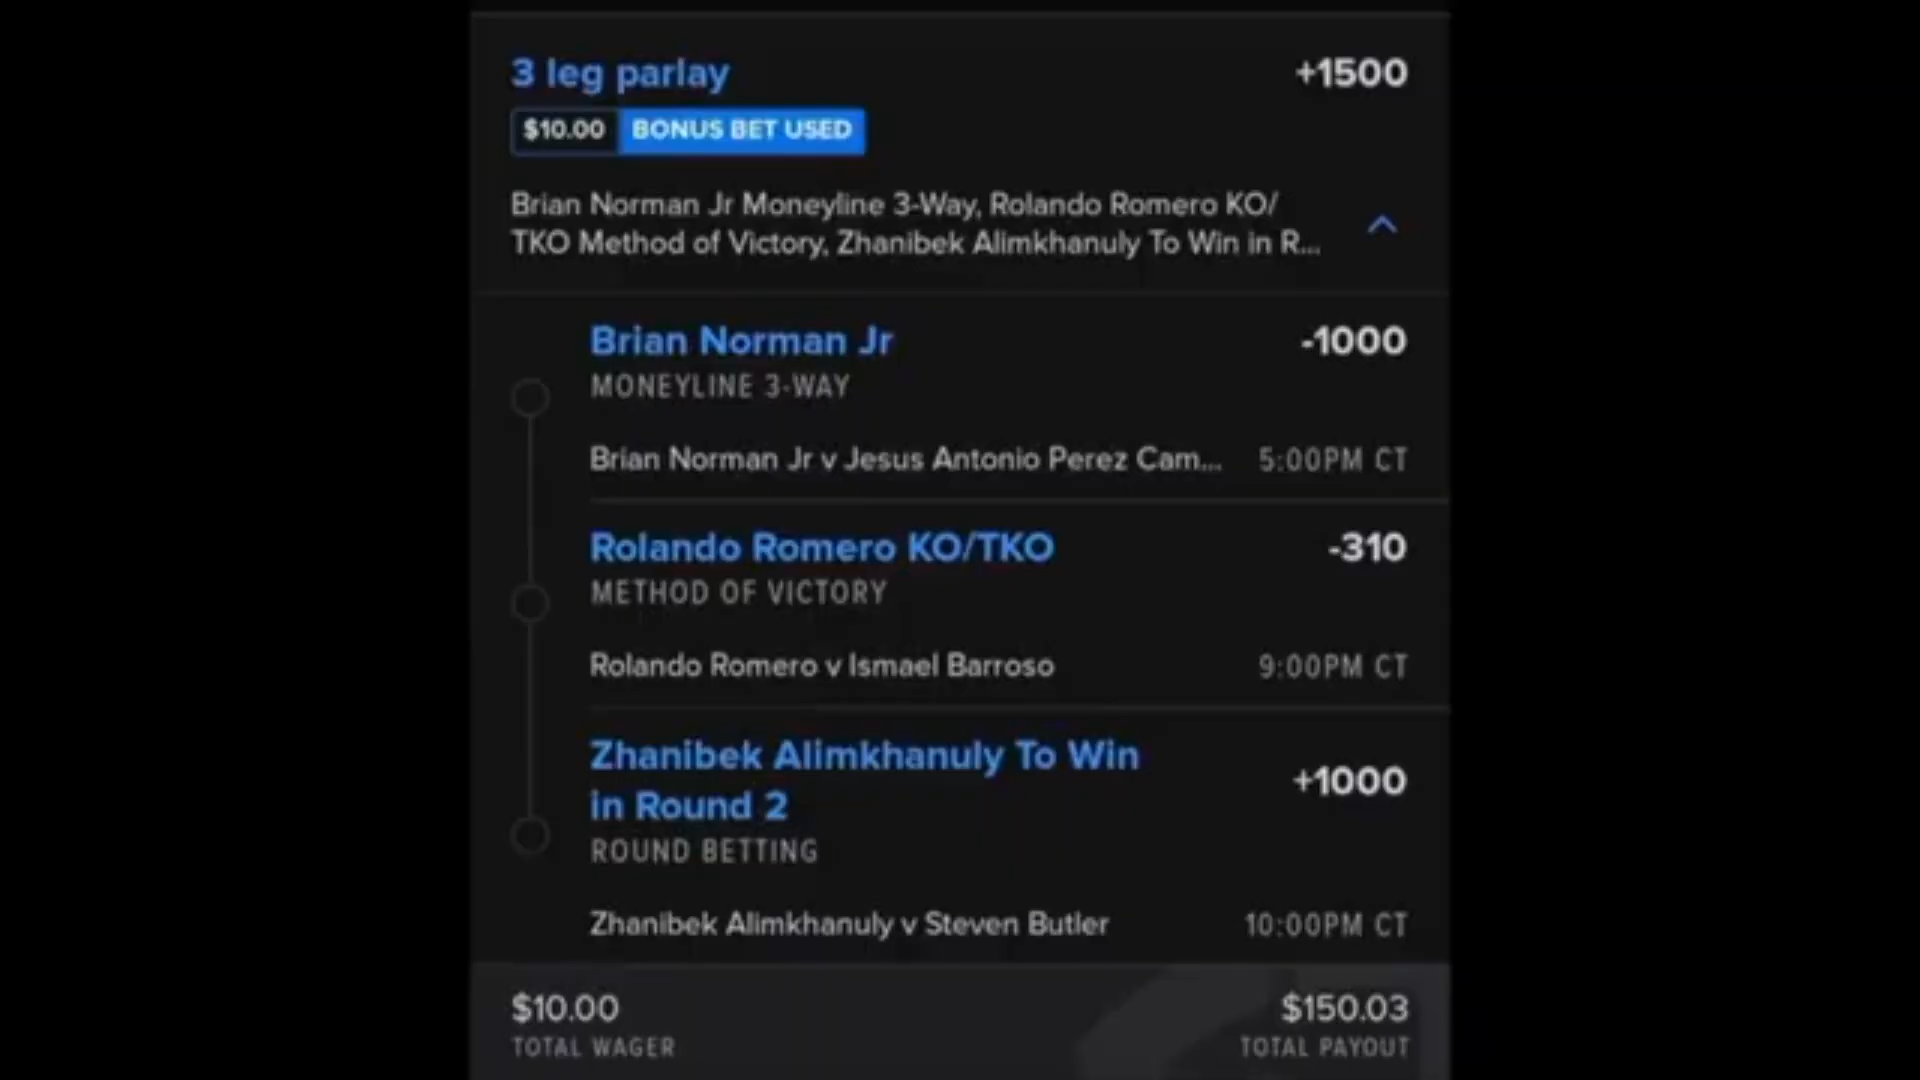 3 leg parlay +1500
$10.00 BONUS BET USED
Brian Norman Jr Moneyline 3-Way, Rolando Romero KO/
TKO Method of Victory, Zhanibek Alimkhanuly To Win in R...
Brian Norman Jr -1000
MONEYLINE 3-WAY
Brian Norman Jr v Jesus Antonio Perez Cam... 5:00PM CT
Rolando Romero KO/TKO -310
METHOD OF VICTORY
Rolando Romero v Ismael Barroso 9:00PM CT
Zhanibek Alimkhanuly To Win
in Round 2 +1000
ROUND BETTING
Zhanibek Alimkhanuly v Steven Butler 10:00PM CT
$10.00 $150.03
TOTAL WAGER TOTAL PAYOUT